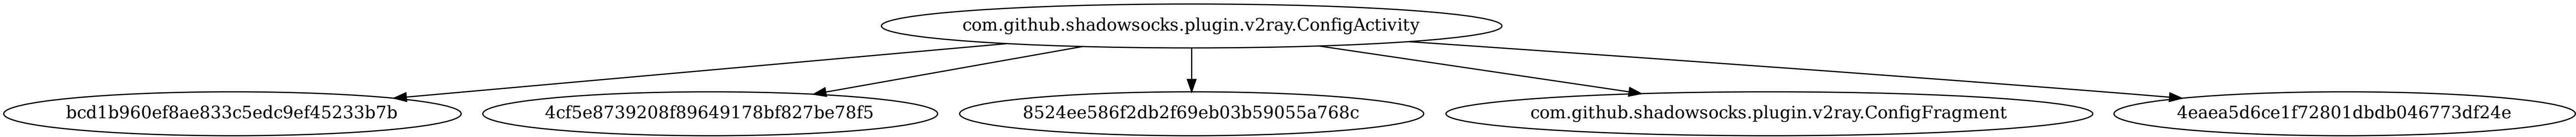 com.github.shadowsocks.plugin.v2ray.ConfigActivity
bcd1b960ef8ae833c5edc9ef45233b7b
4cf5e8739208f89649178bf827be78f5
8524ee586f2db2f69eb03b59055a768c
com.github.shadowsocks.plugin.v2ray.ConfigFragment
4eaea5d6ce1f72801dbdb046773df24e